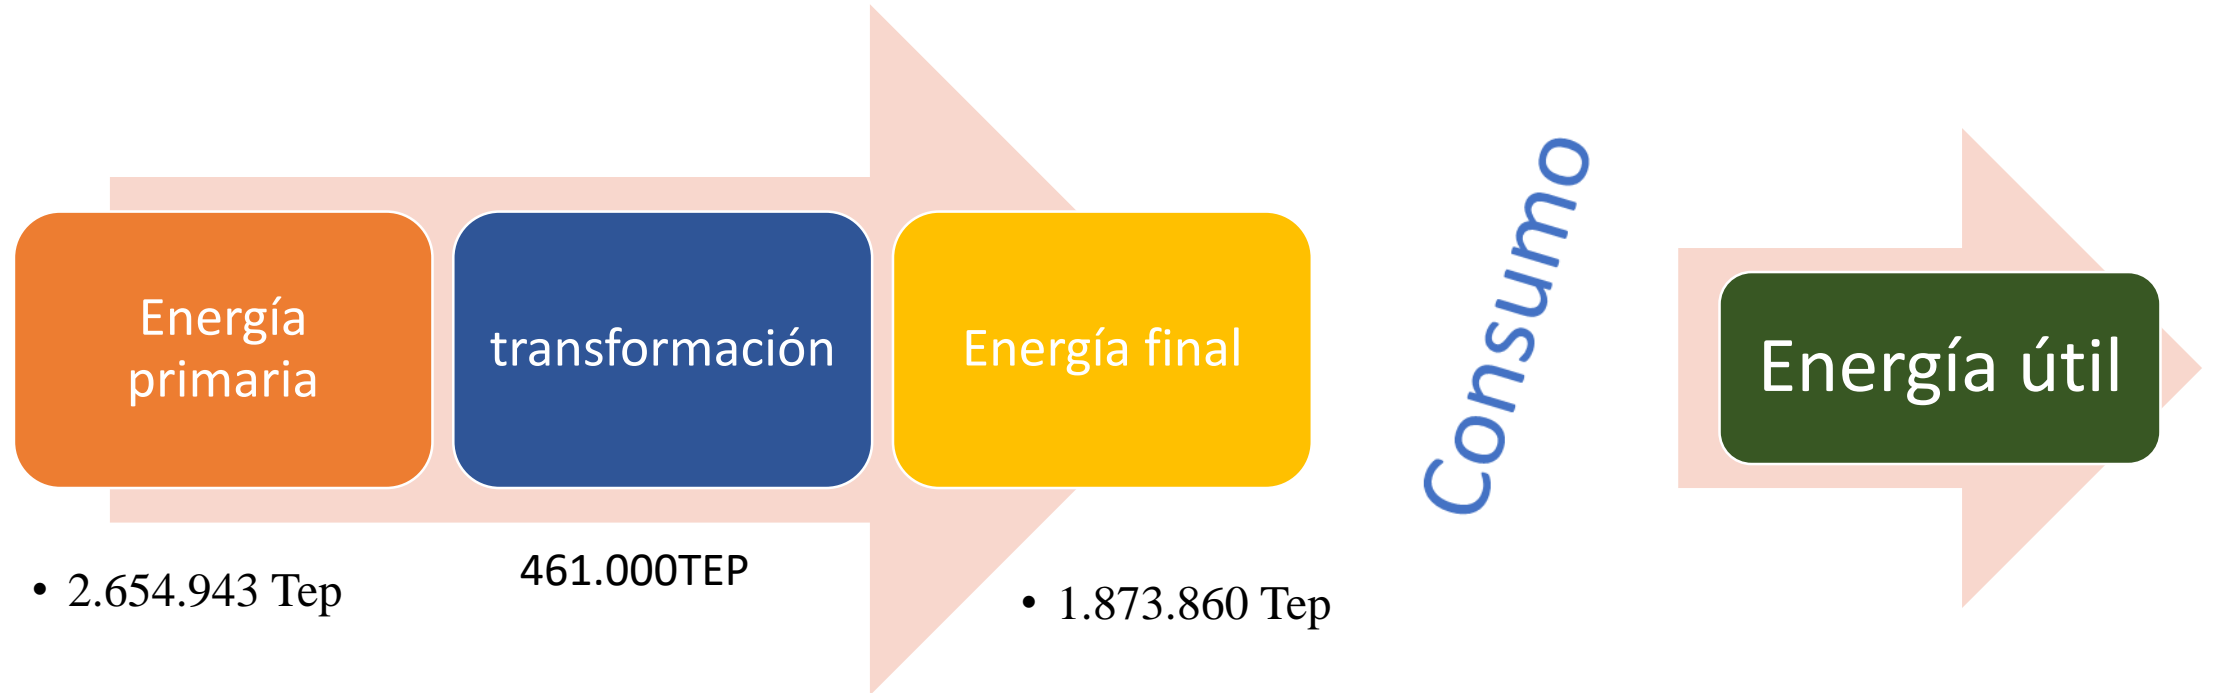 Energía
primaria
transformación
Energía final
Consumo
Energía útil
• 2.654.943 Tep
461.000TEP
• 1.873.860 Tep